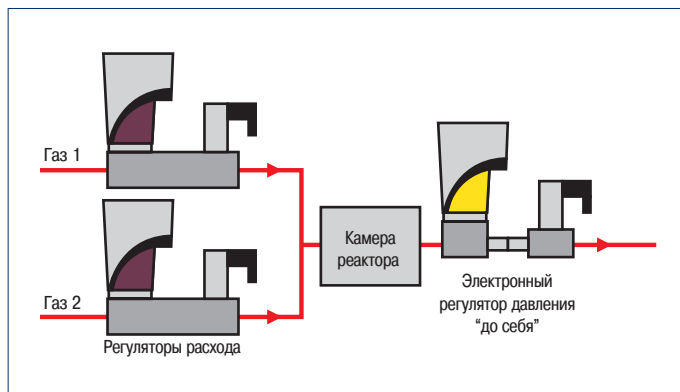 Газ 1
Газ 2
Регуляторы расхода
Камера
реактора
Электронный
регулятор давления
“до себя”